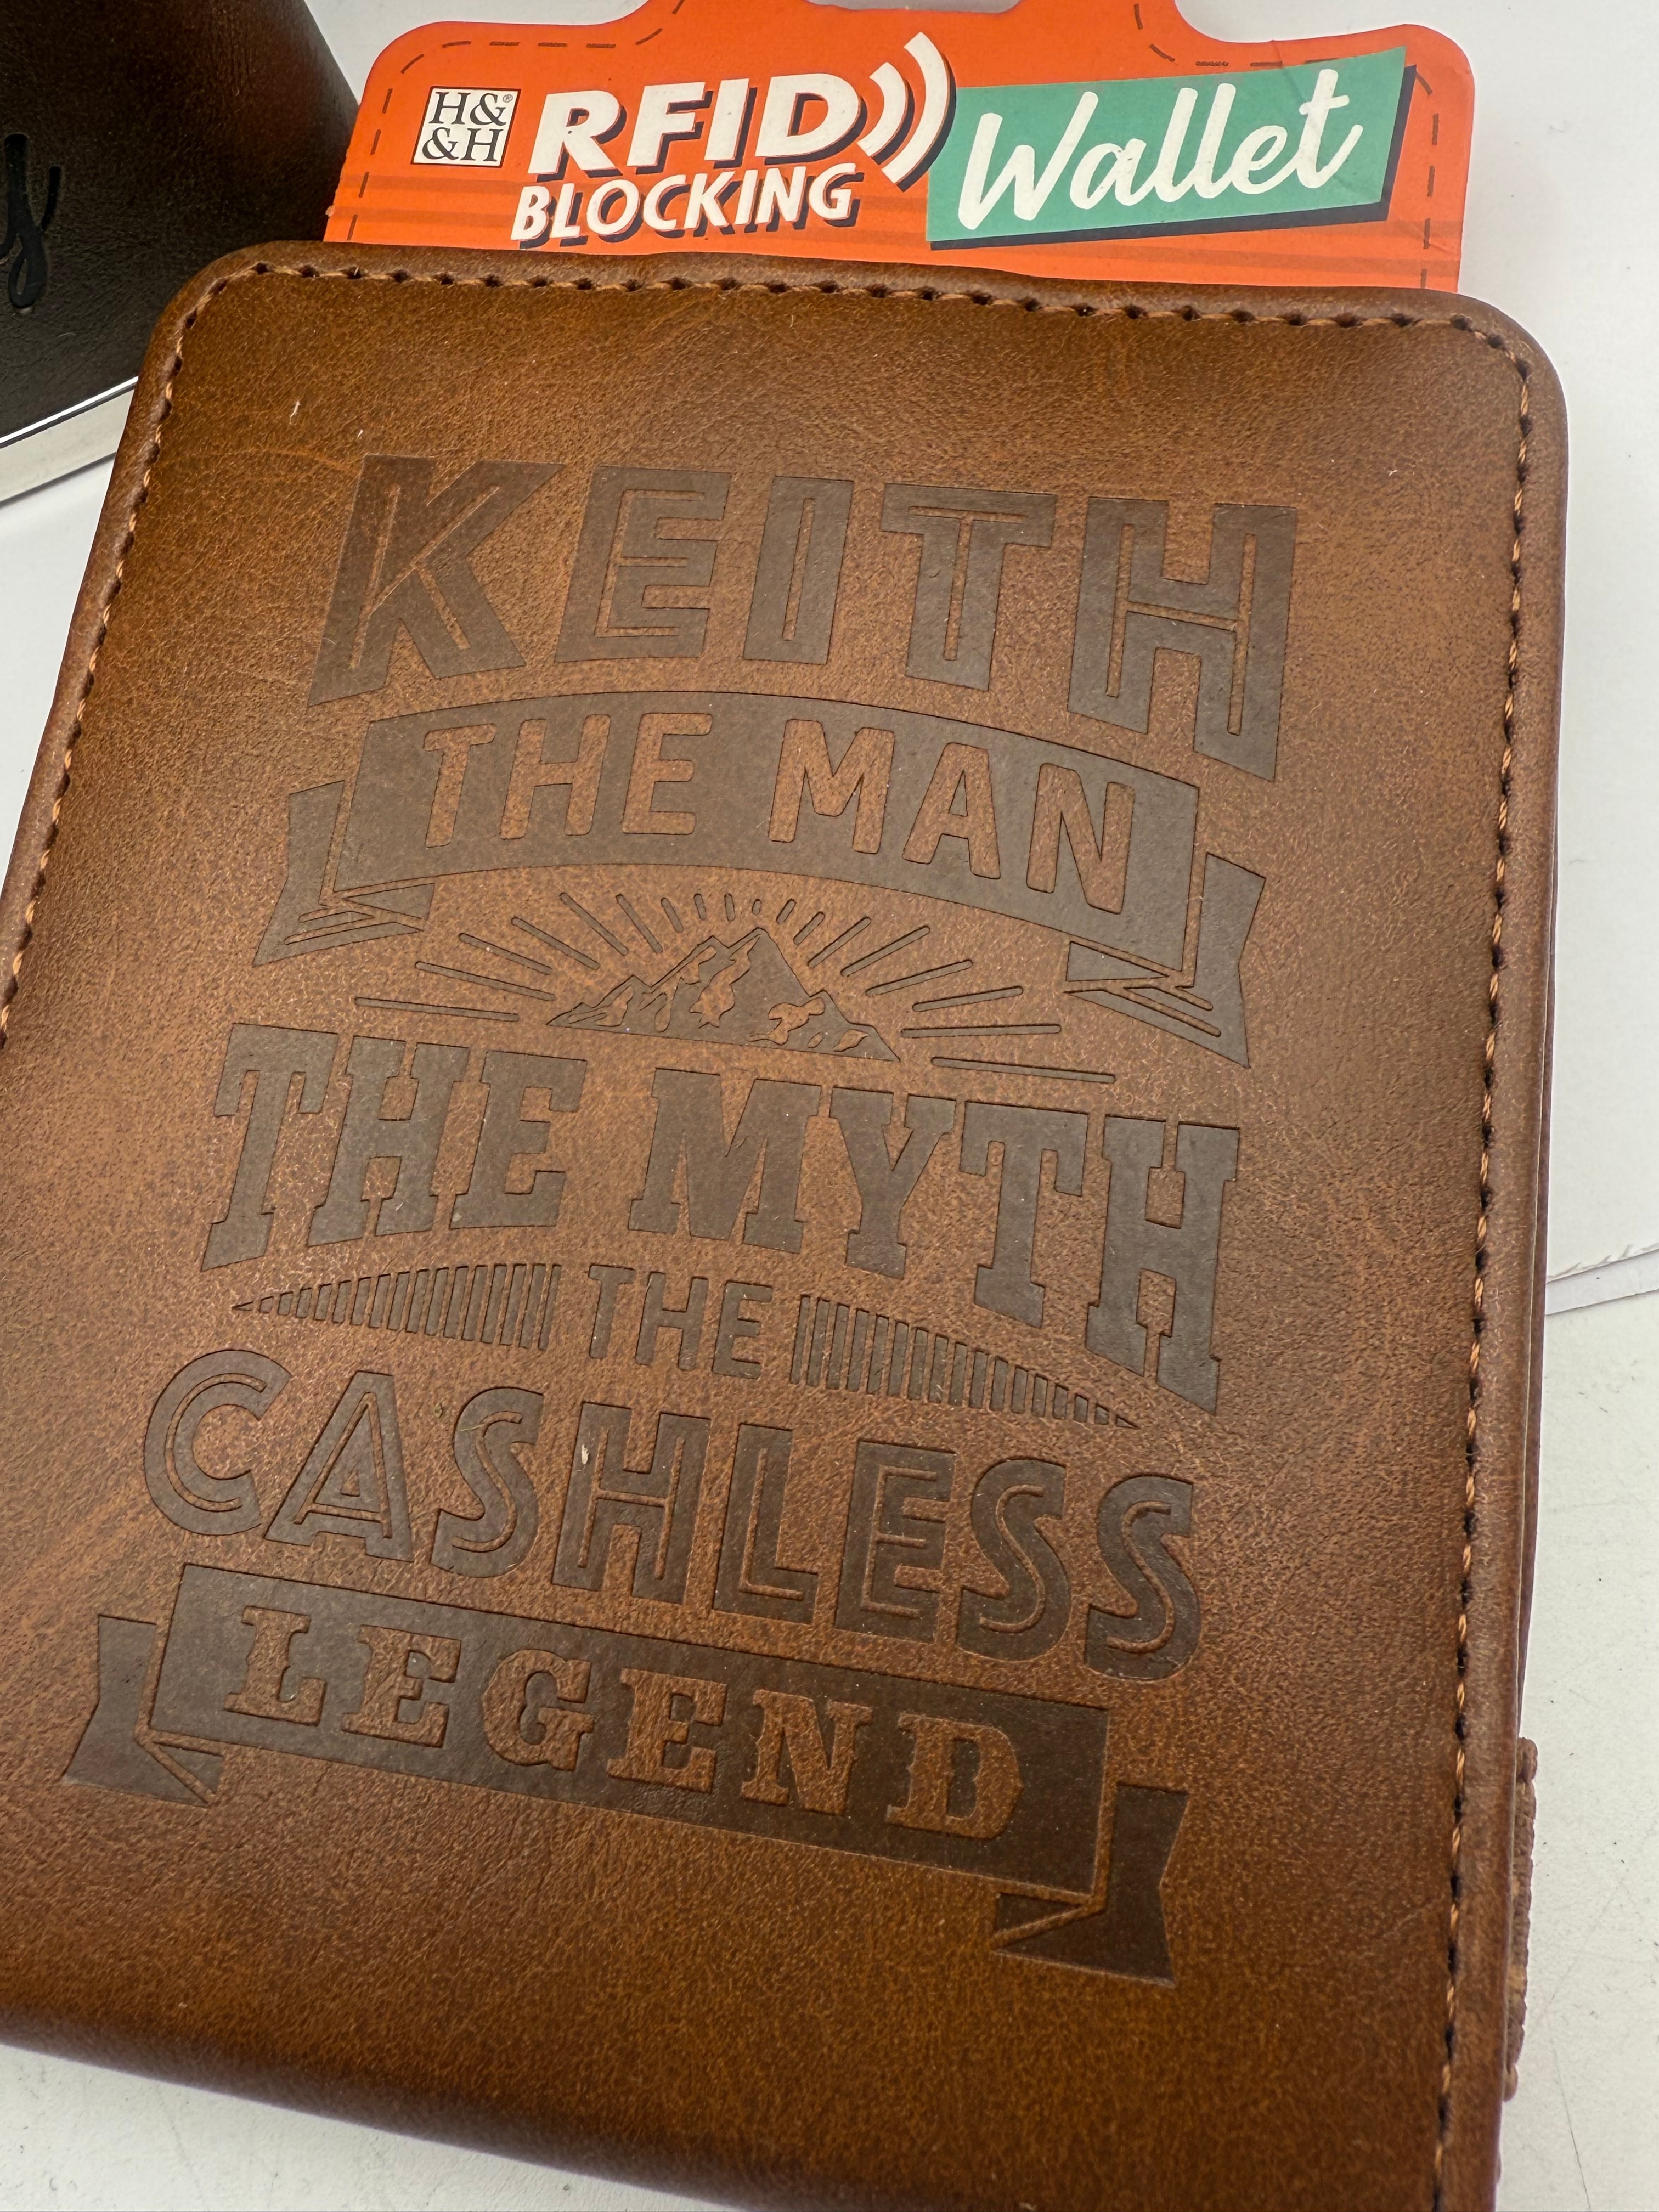 H&
&H
RFID
BLOCKING
Wallet
KEITH
THE MAN
THE MYTH
THE
CASHLESS
LEGEND